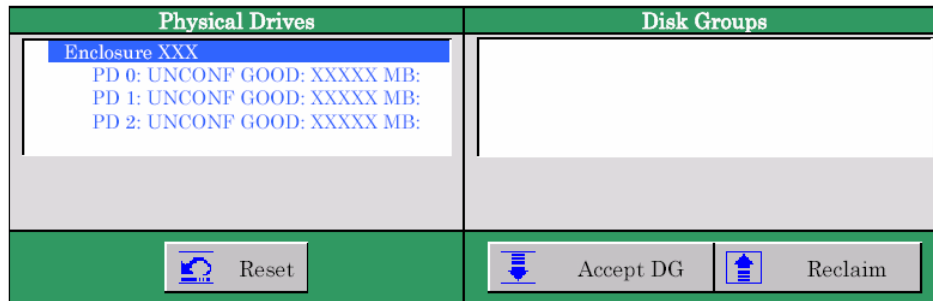 Physical Drives
Enclosure XXX
PD 0: UNCONF GOOD: XXXXX MB:
PD 1: UNCONF GOOD: XXXXX MB:
PD 2: UNCONF GOOD: XXXXX MB:
Reset
Disk Groups
Accept DG
Reclaim